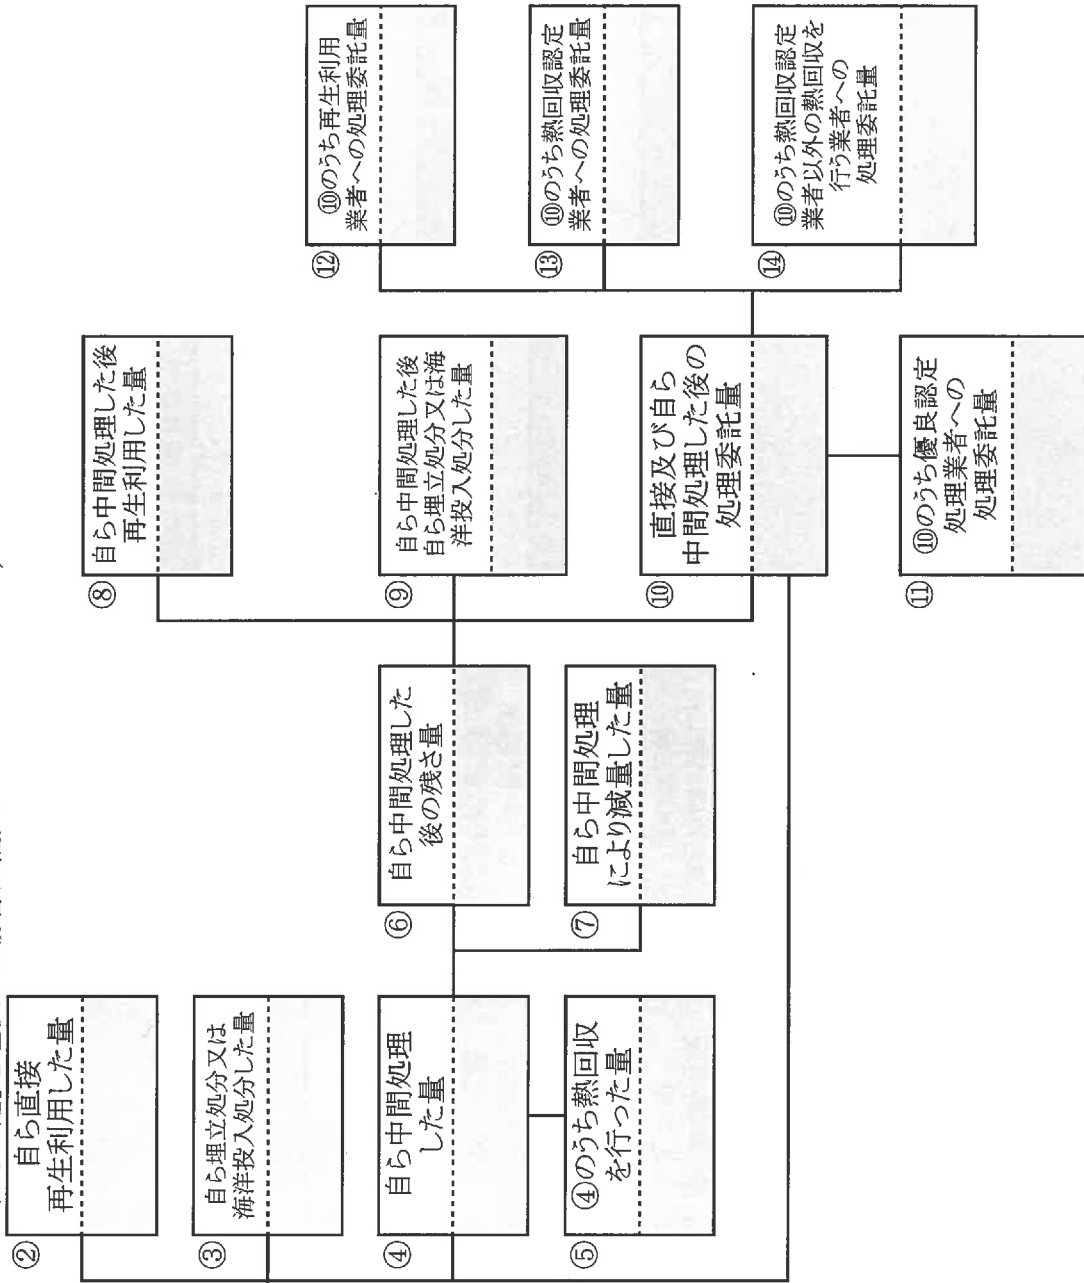 ②
自ら直接
再生利用した量
③
自ら埋立処分又は
海洋投入処分した量
④
自ら中間処理
した量
⑤
④のうち熱回収
を行った量
⑥
自ら中間処理した
後の残さ量
⑦
自ら中間処理
により減量した量
⑧
自ら中間処理した後
再生利用した量
⑨
自ら中間処理した後
自ら埋立処分又は海
洋投入処分した量
⑩
直接及び自ら
中間処理した後の
処理委託量
⑪
⑩のうち優良認定
処理業者への
処理委託量
⑫
⑩のうち再生利用
業者への処理委託量
⑬
⑩のうち熱回収認定
業者への処理委託量
⑭
⑩のうち熱回収認定
業者以外の熱回収を
行う業者への
処理委託量